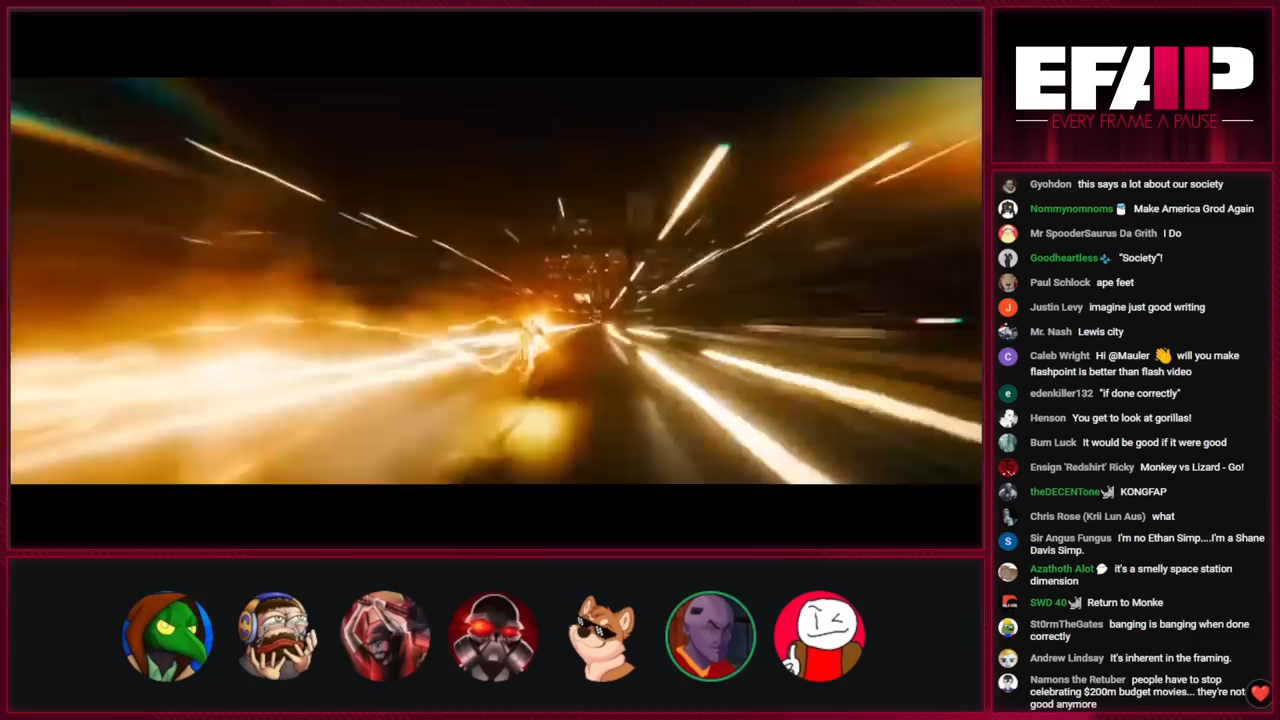 EFAP
EVERY FRAME A PAUSE
Gyohdon this says a lot about our society
Nommynomnoms Make America Grod Again
Mr SpooderSaurus Da Grith I Do
Goodheartless "Society"!
Paul Schlock ape feet
Justin Levy imagine just good writing
Mr. Nash Lewis city
Caleb Wright Hi @Mauler 👋 will you make
flashpoint is better than flash video
edenkiller132 "if done correctly"
Henson You get to look at gorillas!
Bum Luck It would be good if it were good
Ensign 'Redshirt' Ricky Monkey vs Lizard - Go!
theDECENTone KONGFAP
Chris Rose (Krii Lun Aus) what
Sir Angus Fungus I'm no Ethan Simp....I'm a Shane
Davis Simp.
Azathoth Alot it's a smelly space station
dimension
SWD 40 Return to Monke
St0rmTheGates banging is banging when done
correctly
Andrew Lindsay It's inherent in the framing.
Namons the Retuber people have to stop
celebrating $200m budget movies... they're not
good anymore
J
C
e
S